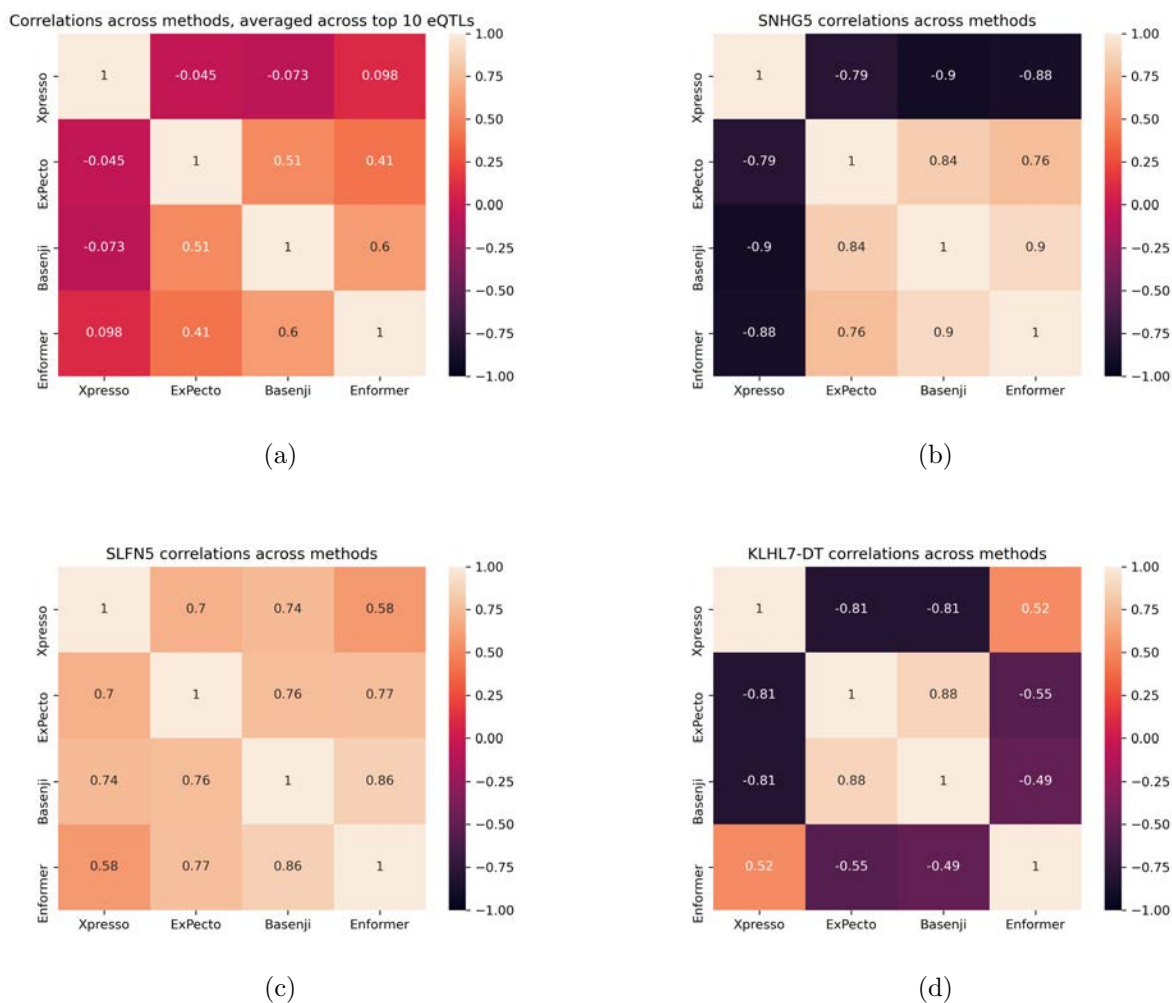 Correlations across methods, averaged across top 10 eQTLs
Xpresso 1 -0.045 -0.073 0.098
ExPecto -0.045 1 0.51 0.41
Basenji -0.073 0.51 1 0.6
Enformer 0.098 0.41 0.6 1
Xpresso ExPecto Basenji Enformer
1.00
0.75
0.50
0.25
0.00
−0.25
−0.50
−0.75
−1.00
(a)
SNHG5 correlations across methods
Xpresso 1 -0.79 -0.9 -0.88
ExPecto -0.79 1 0.84 0.76
Basenji -0.9 0.84 1 0.9
Enformer -0.88 0.76 0.9 1
Xpresso ExPecto Basenji Enformer
1.00
0.75
0.50
0.25
0.00
−0.25
−0.50
−0.75
−1.00
(b)
SLFN5 correlations across methods
Xpresso 1 0.7 0.74 0.58
ExPecto 0.7 1 0.76 0.77
Basenji 0.74 0.76 1 0.86
Enformer 0.58 0.77 0.86 1
Xpresso ExPecto Basenji Enformer
1.00
0.75
0.50
0.25
0.00
−0.25
−0.50
−0.75
−1.00
(c)
KLHL7-DT correlations across methods
Xpresso 1 -0.81 -0.81 0.52
ExPecto -0.81 1 0.88 -0.55
Basenji -0.81 0.88 1 -0.49
Enformer 0.52 -0.55 -0.49 1
Xpresso ExPecto Basenji Enformer
1.00
0.75
0.50
0.25
0.00
−0.25
−0.50
−0.75
−1.00
(d)